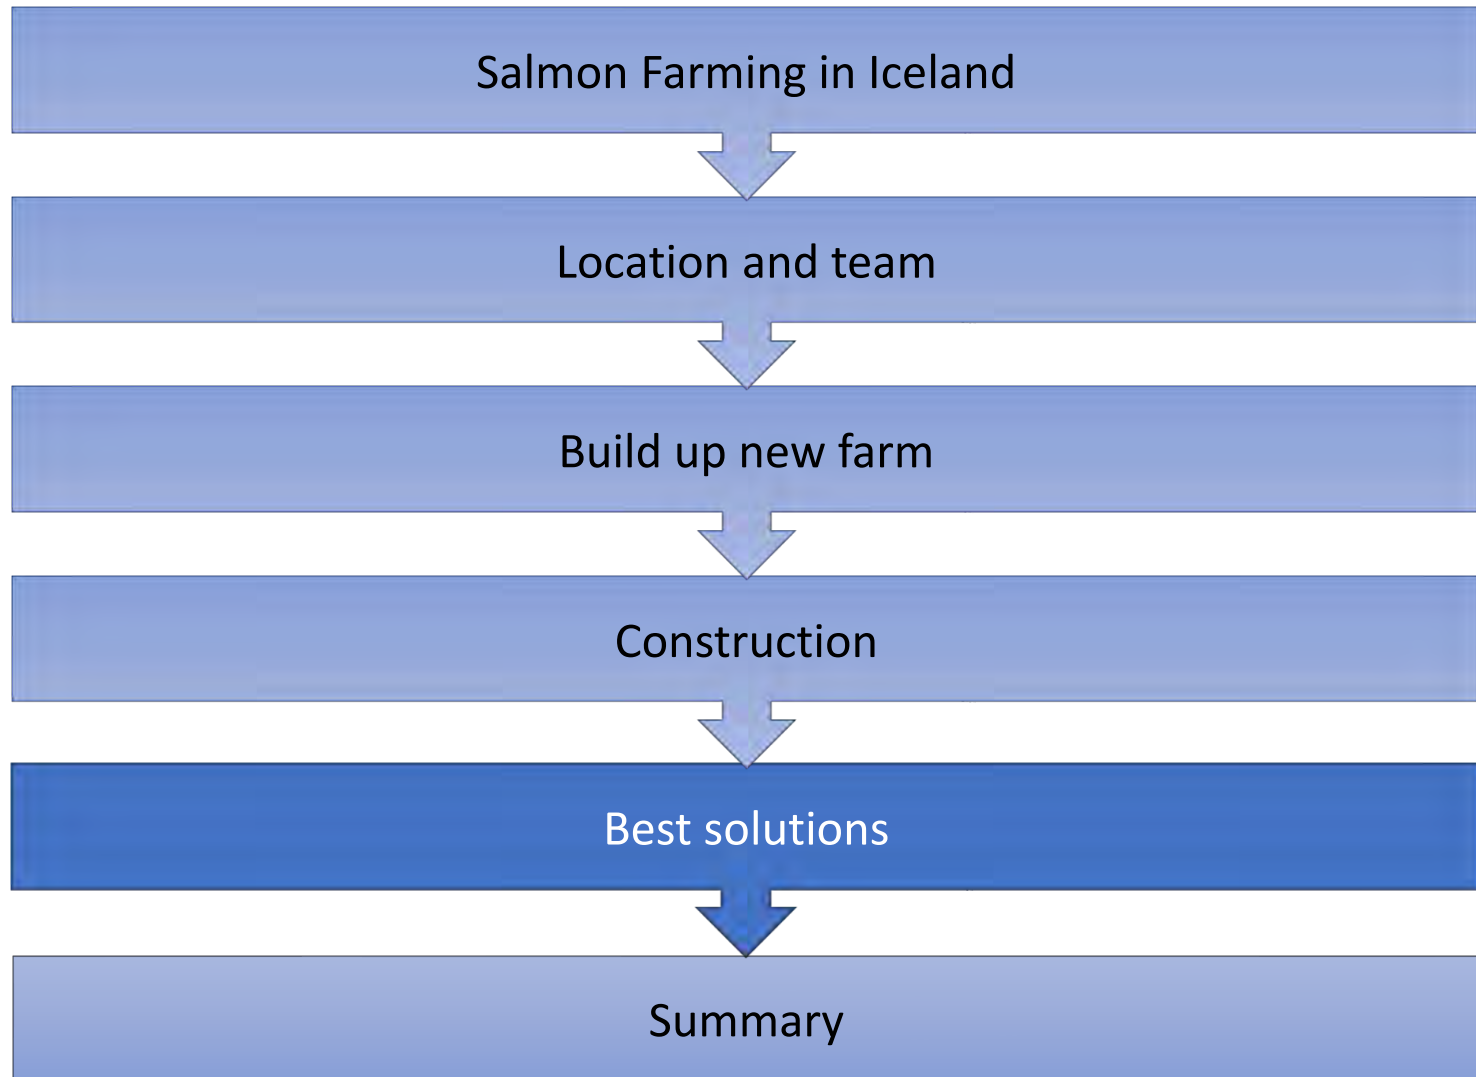 Salmon Farming in Iceland
Location and team
Build up new farm
Construction
Best solutions
Summary